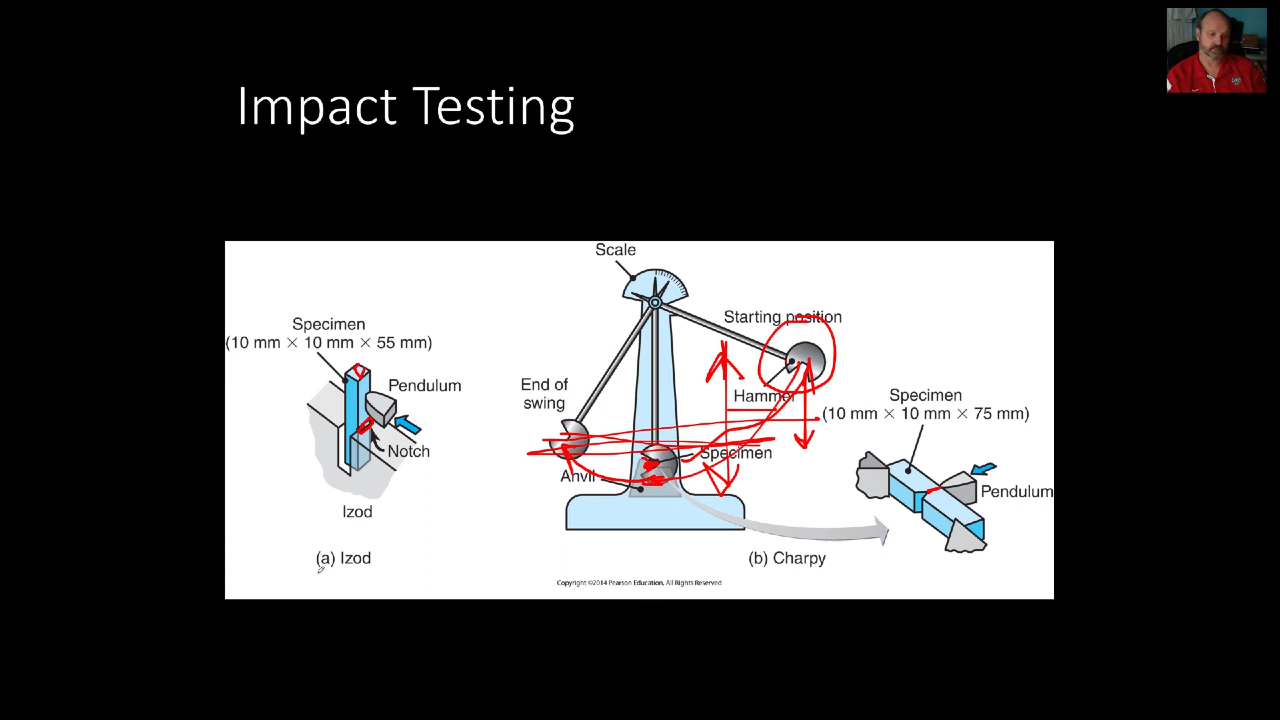 Impact Testing
Scale
Specimen
(10 mm × 10 mm × 55 mm)
Pendulum
Notch
Izod
(a) Izod
Starting position
End of
swing
Hammer
Specimen
Anvil
(b) Charpy
Specimen
(10 mm × 10 mm × 75 mm)
Pendulum
Copyright ©2014 Pearson Education, All Rights Reserved